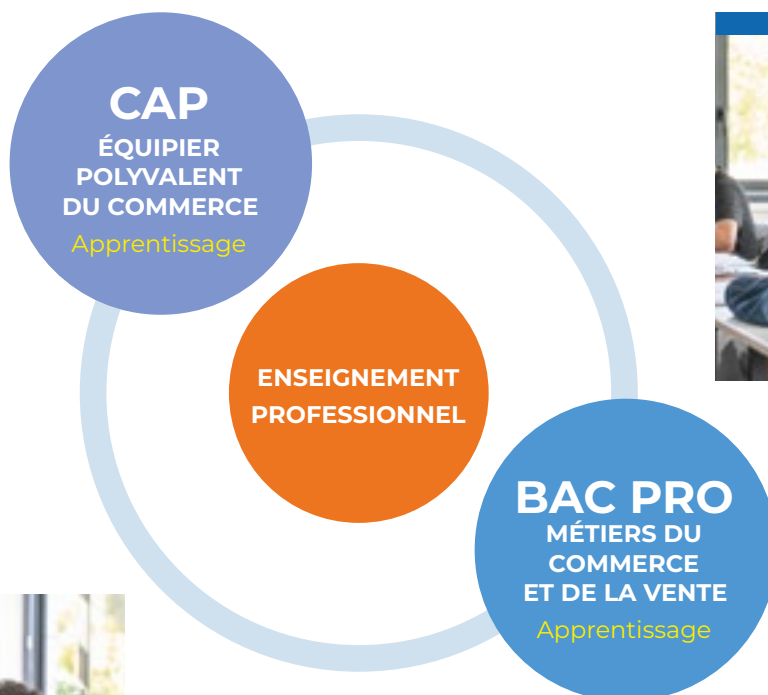 CAP
ÉQUIPIER
POLYVALENT
DU COMMERCE
Apprentissage
ENSEIGNEMENT
PROFESSIONNEL
BAC PRO
MÉTIERS DU
COMMERCE
ET DE LA VENTE
Apprentissage